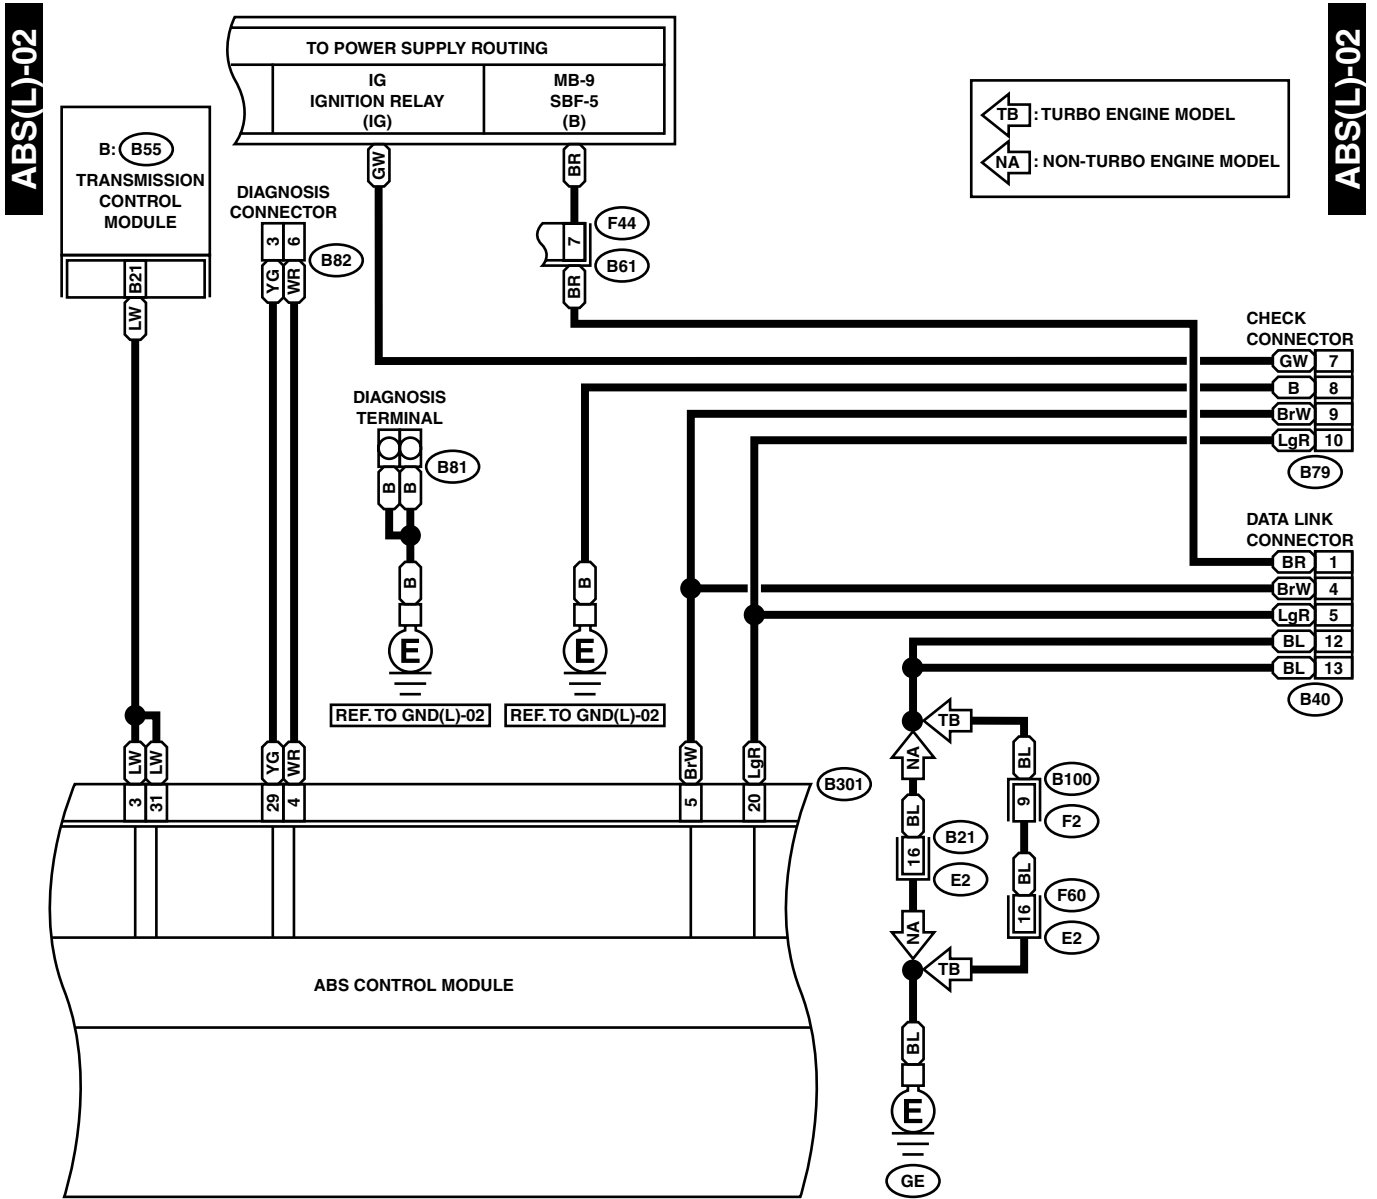 ABS(L)-02
ABS(L)-02
TO POWER SUPPLY ROUTING
IG
IGNITION RELAY
(IG)
MB-9
SBF-5
(B)
TB : TURBO ENGINE MODEL
NA : NON-TURBO ENGINE MODEL
B: B55
TRANSMISSION
CONTROL
MODULE
B21
LW
DIAGNOSIS
CONNECTOR
3 6
B82
YG WR
GW
BR
7
F44
B61
BR
CHECK
CONNECTOR
GW 7
B 8
BrW 9
LgR 10
B79
DIAGNOSIS
TERMINAL
B81
B B
B
E
REF. TO GND(L)-02
B
E
REF. TO GND(L)-02
DATA LINK
CONNECTOR
BR 1
BrW 4
LgR 5
BL 12
BL 13
B40
LW LW YG WR BrW LgR
3 31 29 4 5 20
B301
TB
NA
BL
BL
B100
9
F2
B21
16
E2
BL
F60
16
E2
NA
TB
ABS CONTROL MODULE
BL
E
GE